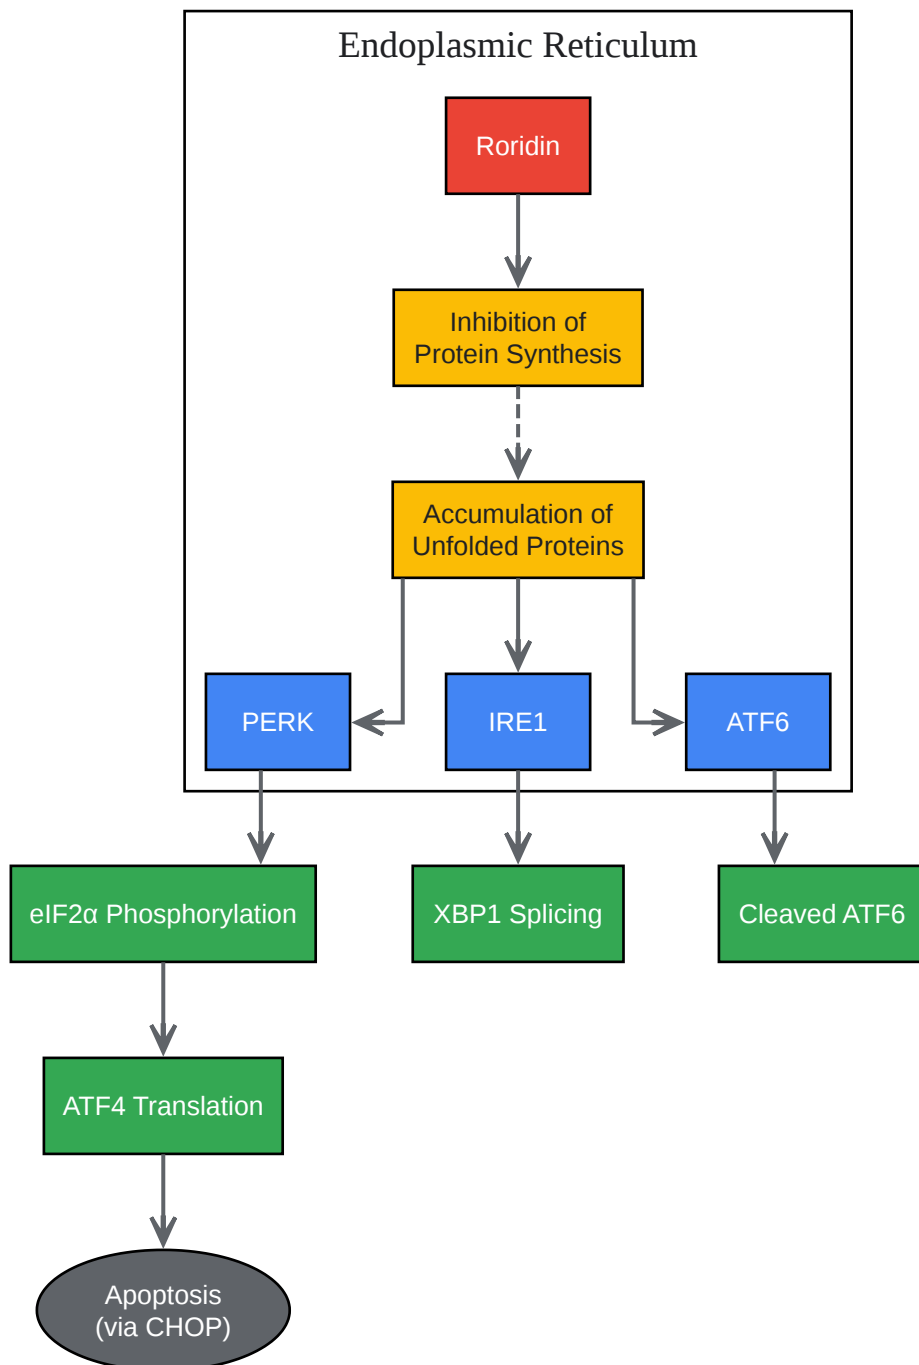 Endoplasmic Reticulum
Roridin
Inhibition of
Protein Synthesis
Accumulation of
Unfolded Proteins
PERK
IRE1
ATF6
eIF2α Phosphorylation
XBP1 Splicing
Cleaved ATF6
ATF4 Translation
Apoptosis
(via CHOP)